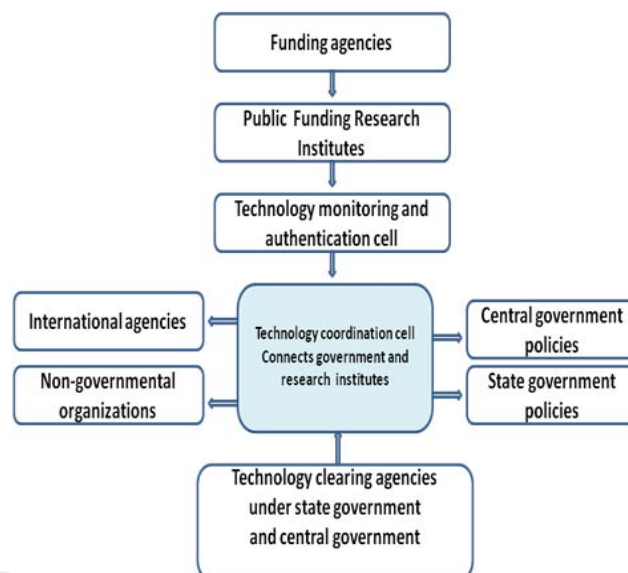 Funding agencies
Public Funding Research
Institutes
Technology monitoring and
authentication cell
International agencies
Non-governmental
organizations
Technology coordination cell
Connects government and
research institutes
Central government
policies
State government
policies
Technology clearing agencies
under state government
and central government